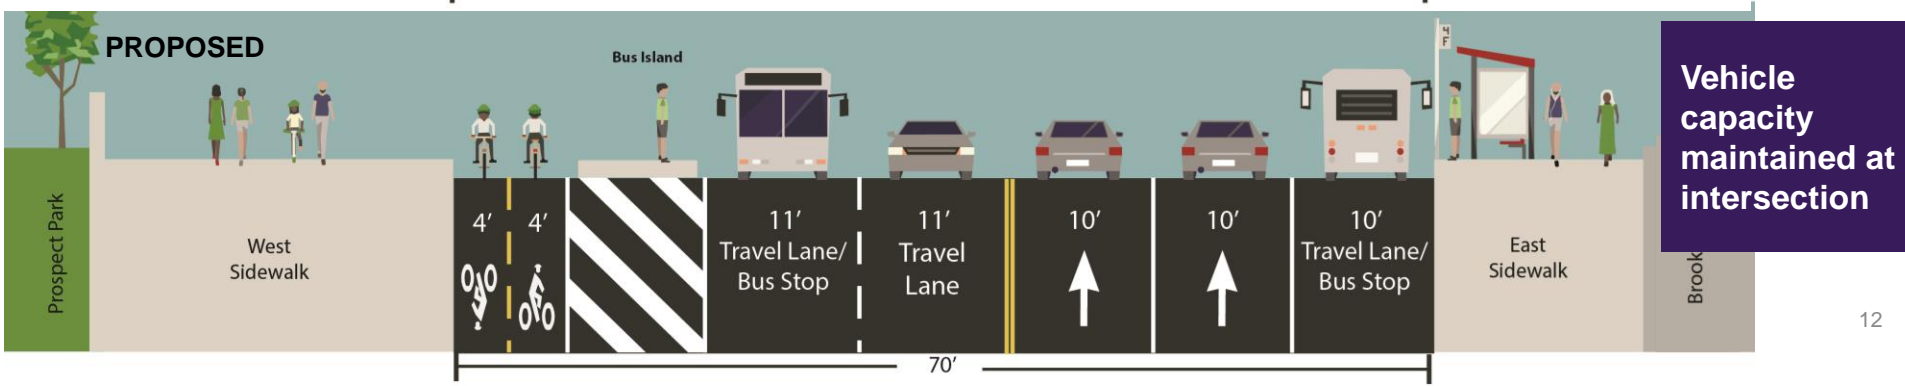 PROPOSED
Bus Island
4
F
Vehicle
capacity
maintained at
intersection
Prospect Park
West
Sidewalk
4'
4'
11'
Travel Lane/
Bus Stop
11'
Travel
Lane
10'
10'
10'
Travel Lane/
Bus Stop
East
Sidewalk
Brook
12
70'